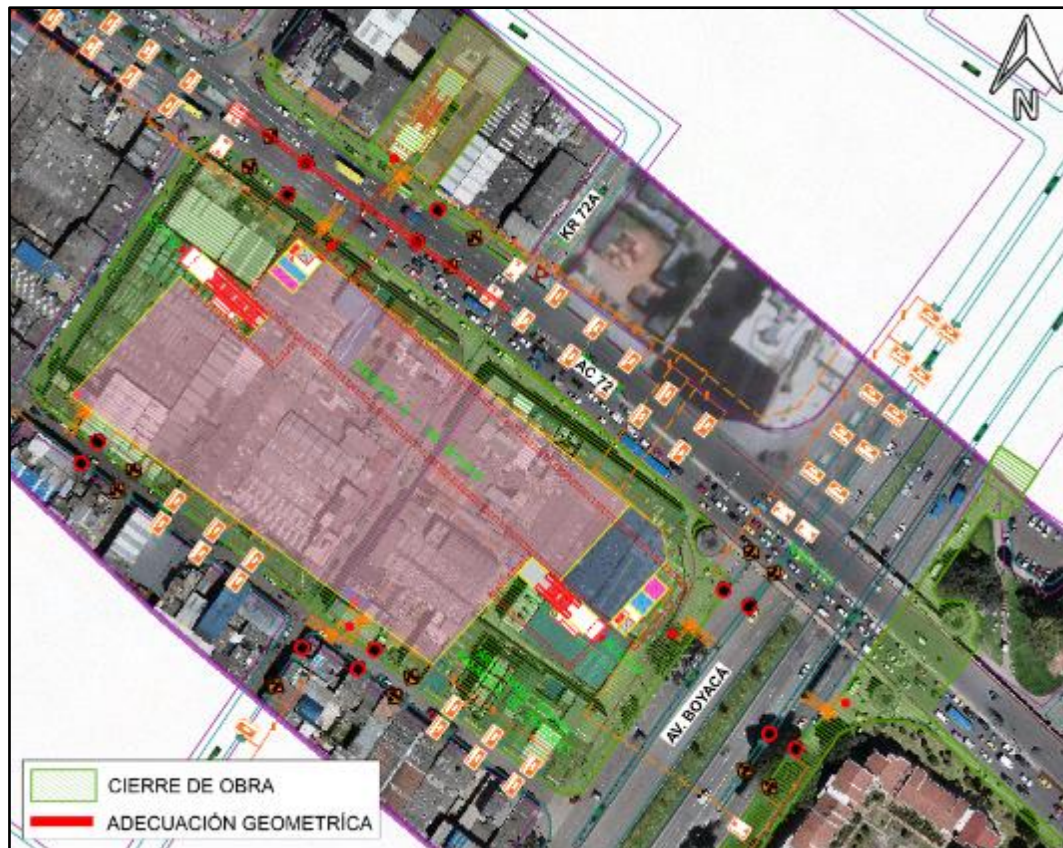 N
KR 72A
AC 72
AV. BOYACÁ
CIERRE DE OBRA
ADECUACIÓN GEOMETRÍCA